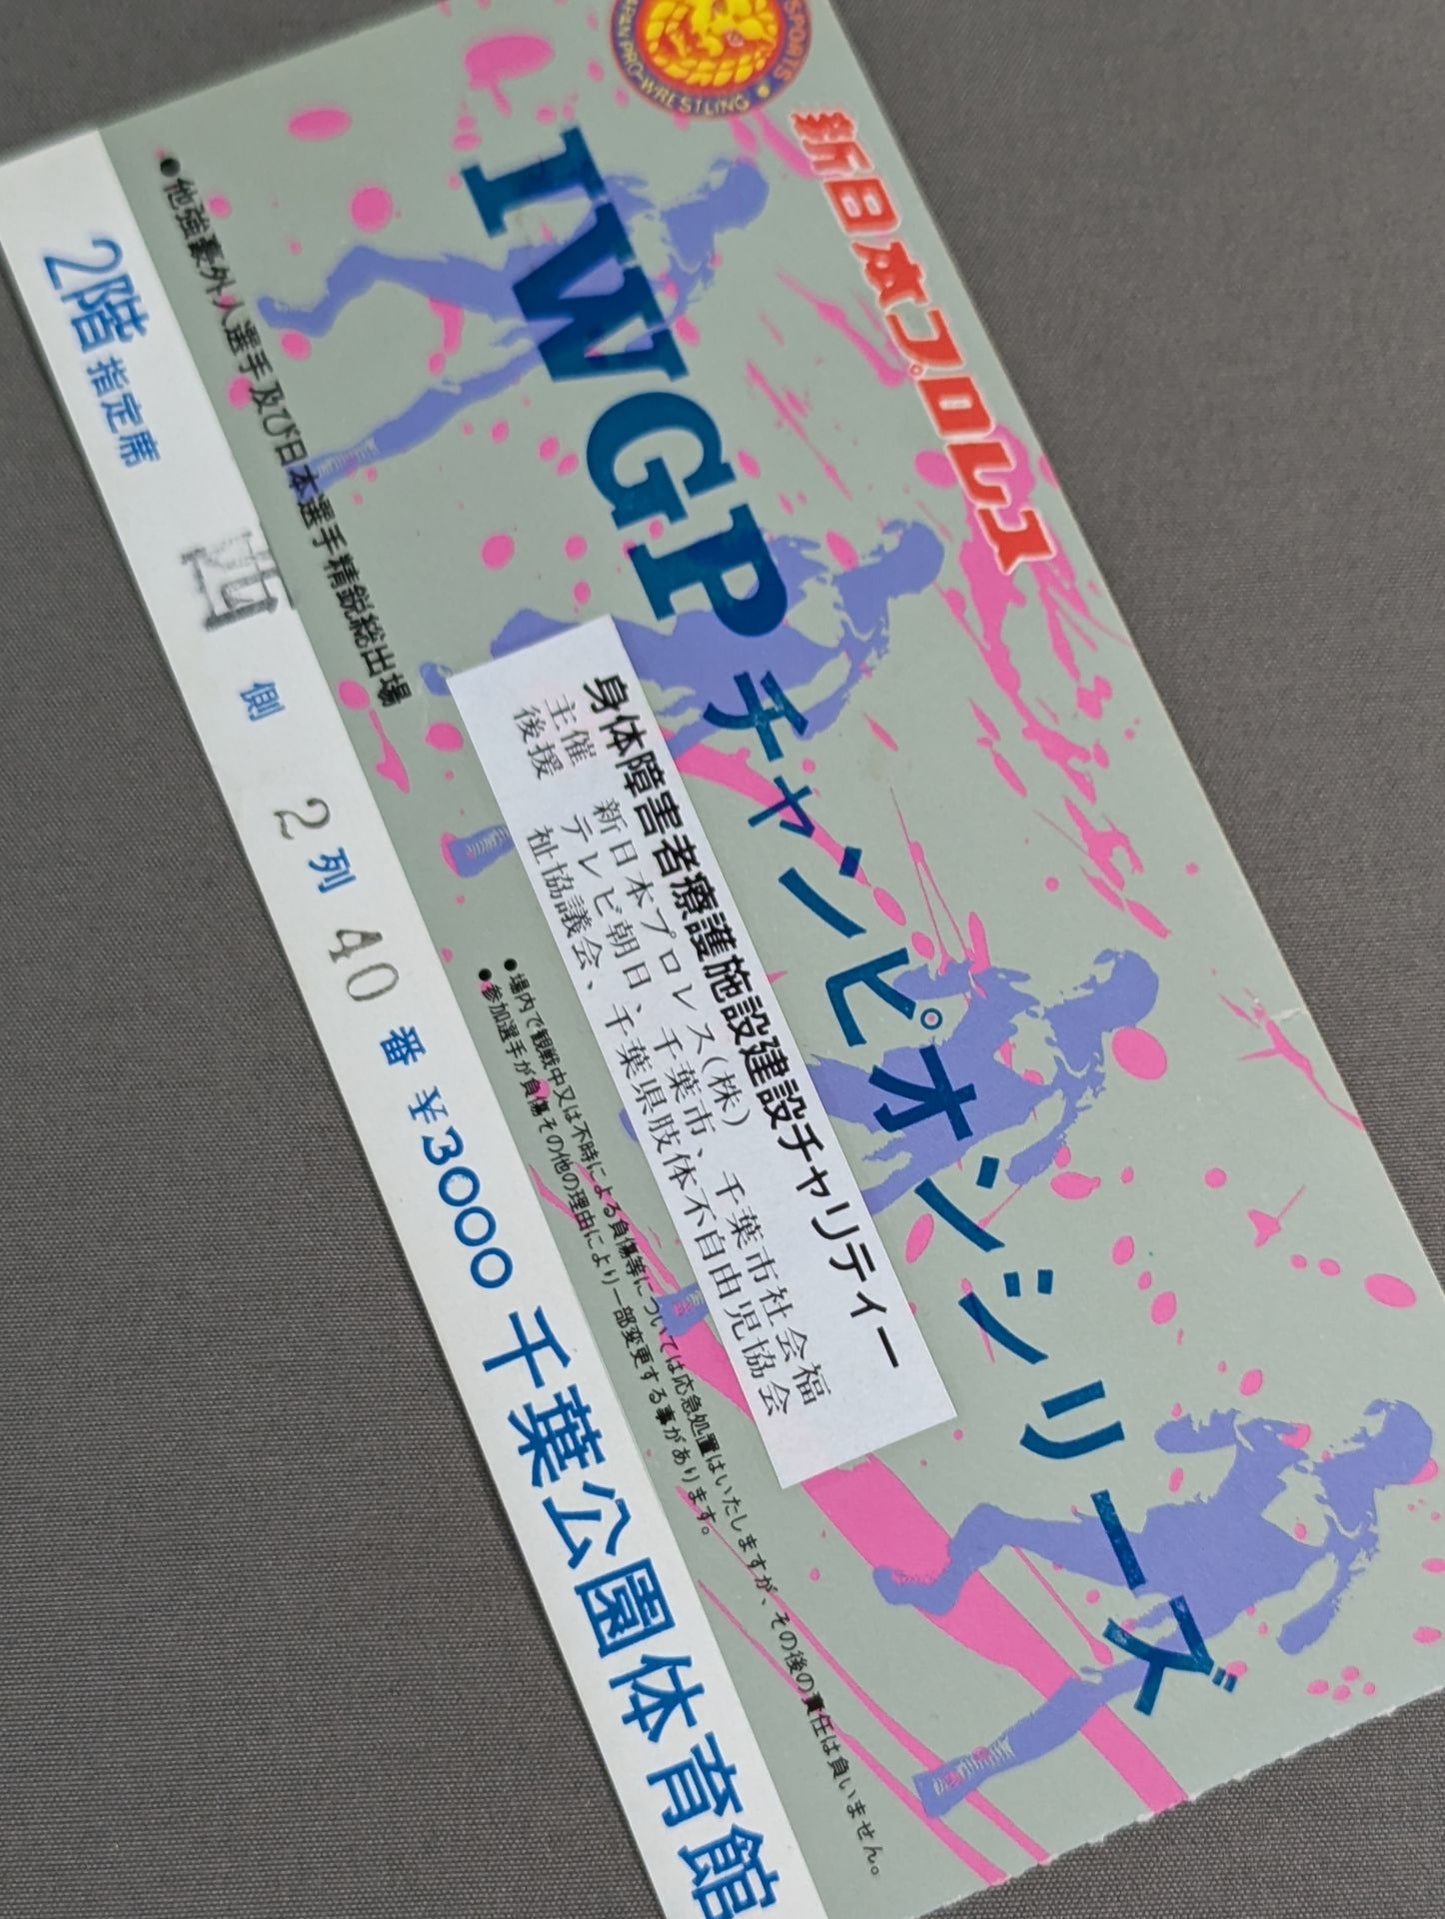 SPORTS
PAN PRO-WRESTLING
新日本プロレス
IWGPチャンピオンシリーズ
身体障害者療護施設建設チャリティー
主催 新日本プロレス(株)
後援 テレビ朝日、千葉市、千葉市社会福
祉協議会、千葉県肢体不自由児協会
●他強豪外人選手及び日本選手精鋭総出場
●場内で観戦中又は不時による負傷等については応急処置はいたしますが、その後の責任は負いません。
●参加選手が負傷その他の理由により一部変更する事があります。
2階指定席 西側 2列 40番 ¥3000 千葉公園体育館